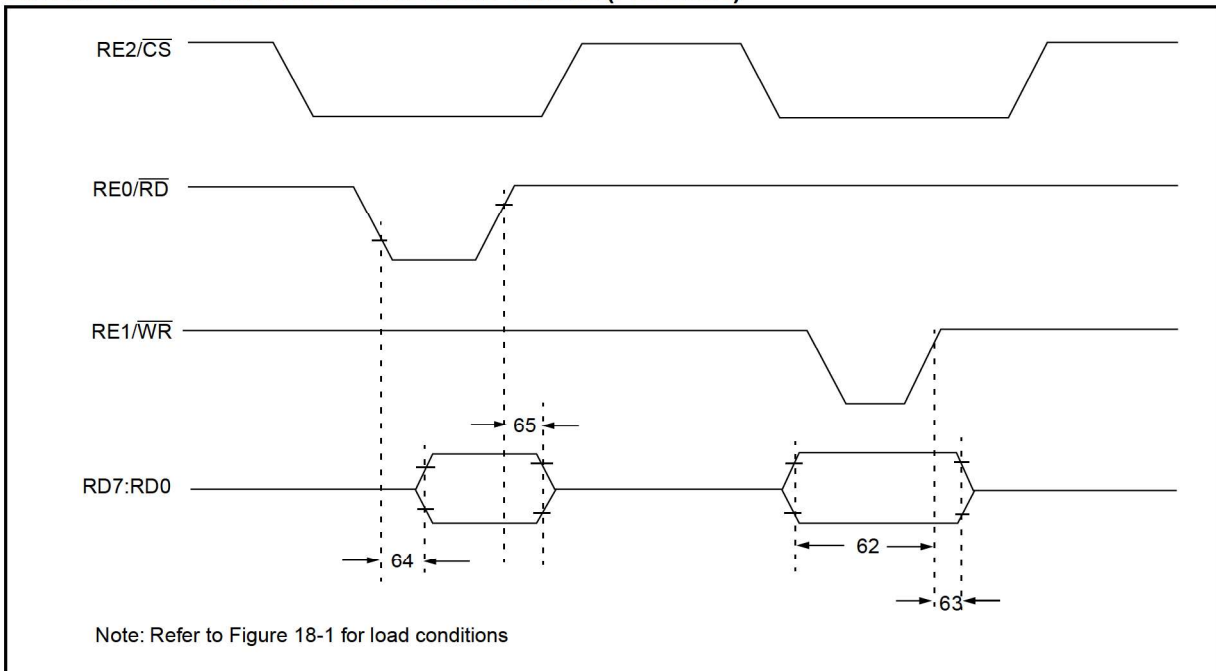 RE2/CS
RE0/RD
RE1/WR
65
RD7:RD0
62
64
63
Note: Refer to Figure 18-1 for load conditions